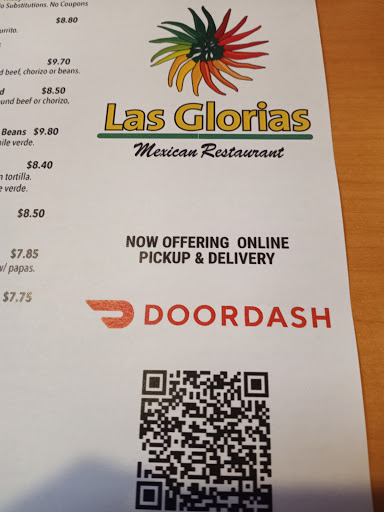 o Substitutions. No Coupons
$8.80
urrito.
$9.70
d beef, chorizo or beans.
d $8.50
ound beef or chorizo,
Beans $9.80
ile verde.
$8.40
n tortilla.
e verde.
$8.50
$7.85
w/ papas.
$7.75
Las Glorias
Mexican Restaurant
NOW OFFERING ONLINE
PICKUP & DELIVERY
DOORDASH